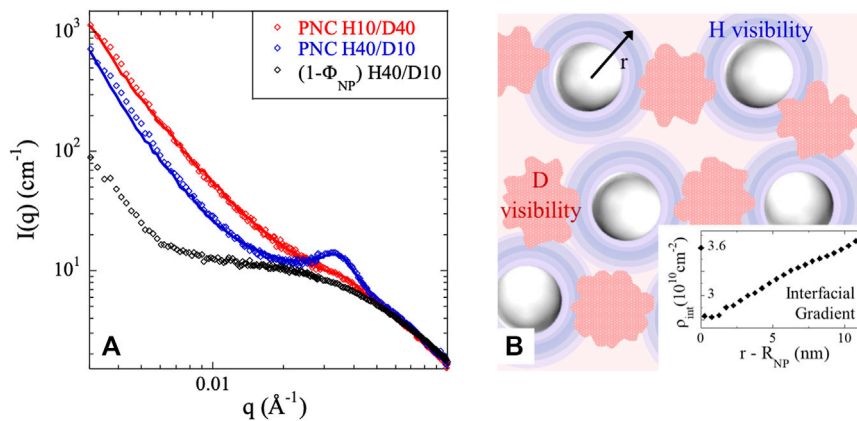 10³
10²
10¹
I(q) (cm⁻¹)
0.01
q (Å⁻¹)
PNC H10/D40
PNC H40/D10
(1-Φ_NP) H40/D10
A
H visibility
r
D
visibility
B
3.6
3
ρ_int(10¹⁰cm⁻²)
Interfacial
Gradient
0 5 10
r - R_NP (nm)